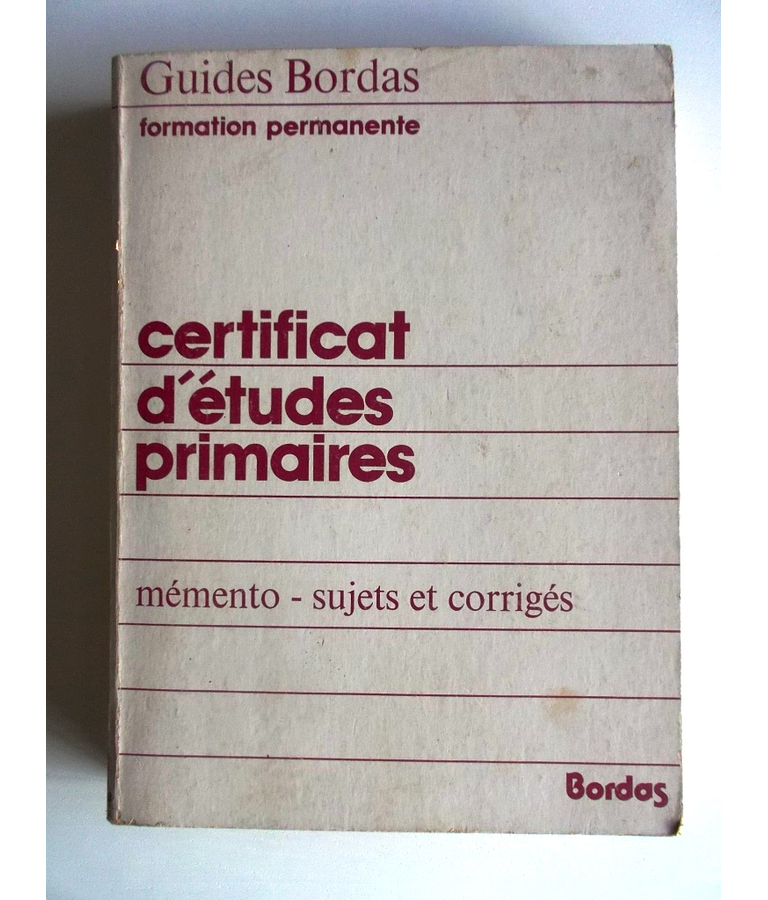 Guides Bordas
formation permanente
certificat
d'études
primaires
mémento - sujets et corrigés
Bordas